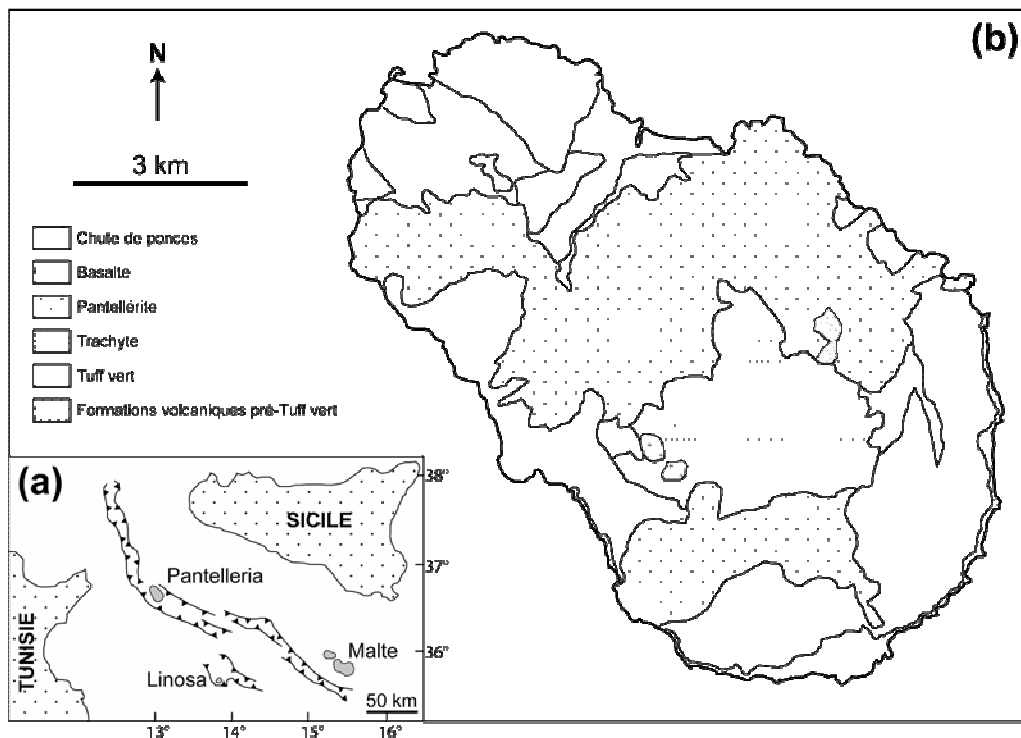 (b)
N
3 km
Chute de ponces
Basalte
Pantellérite
Trachyte
Tuff vert
Formations volcaniques pré-Tuff vert
(a)
38°
SICILE
37°
Pantelleria
TUNISIE
Malte
36°
Linosa
50 km
13° 14° 15° 16°